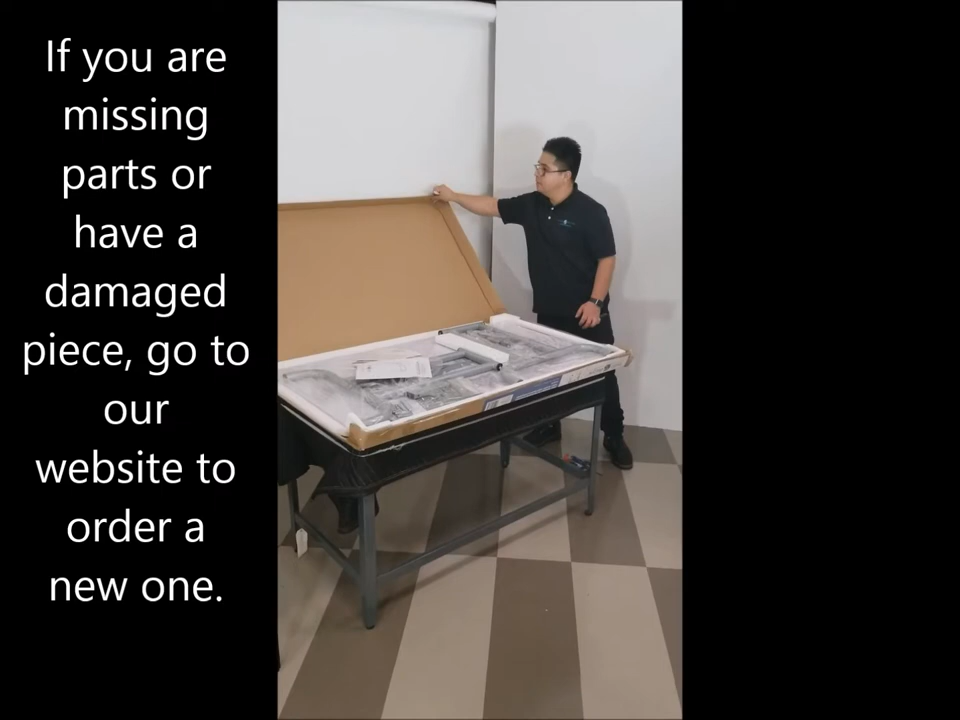 If you are
missing
parts or
have a
damaged
piece, go to
our
website to
order a
new one.